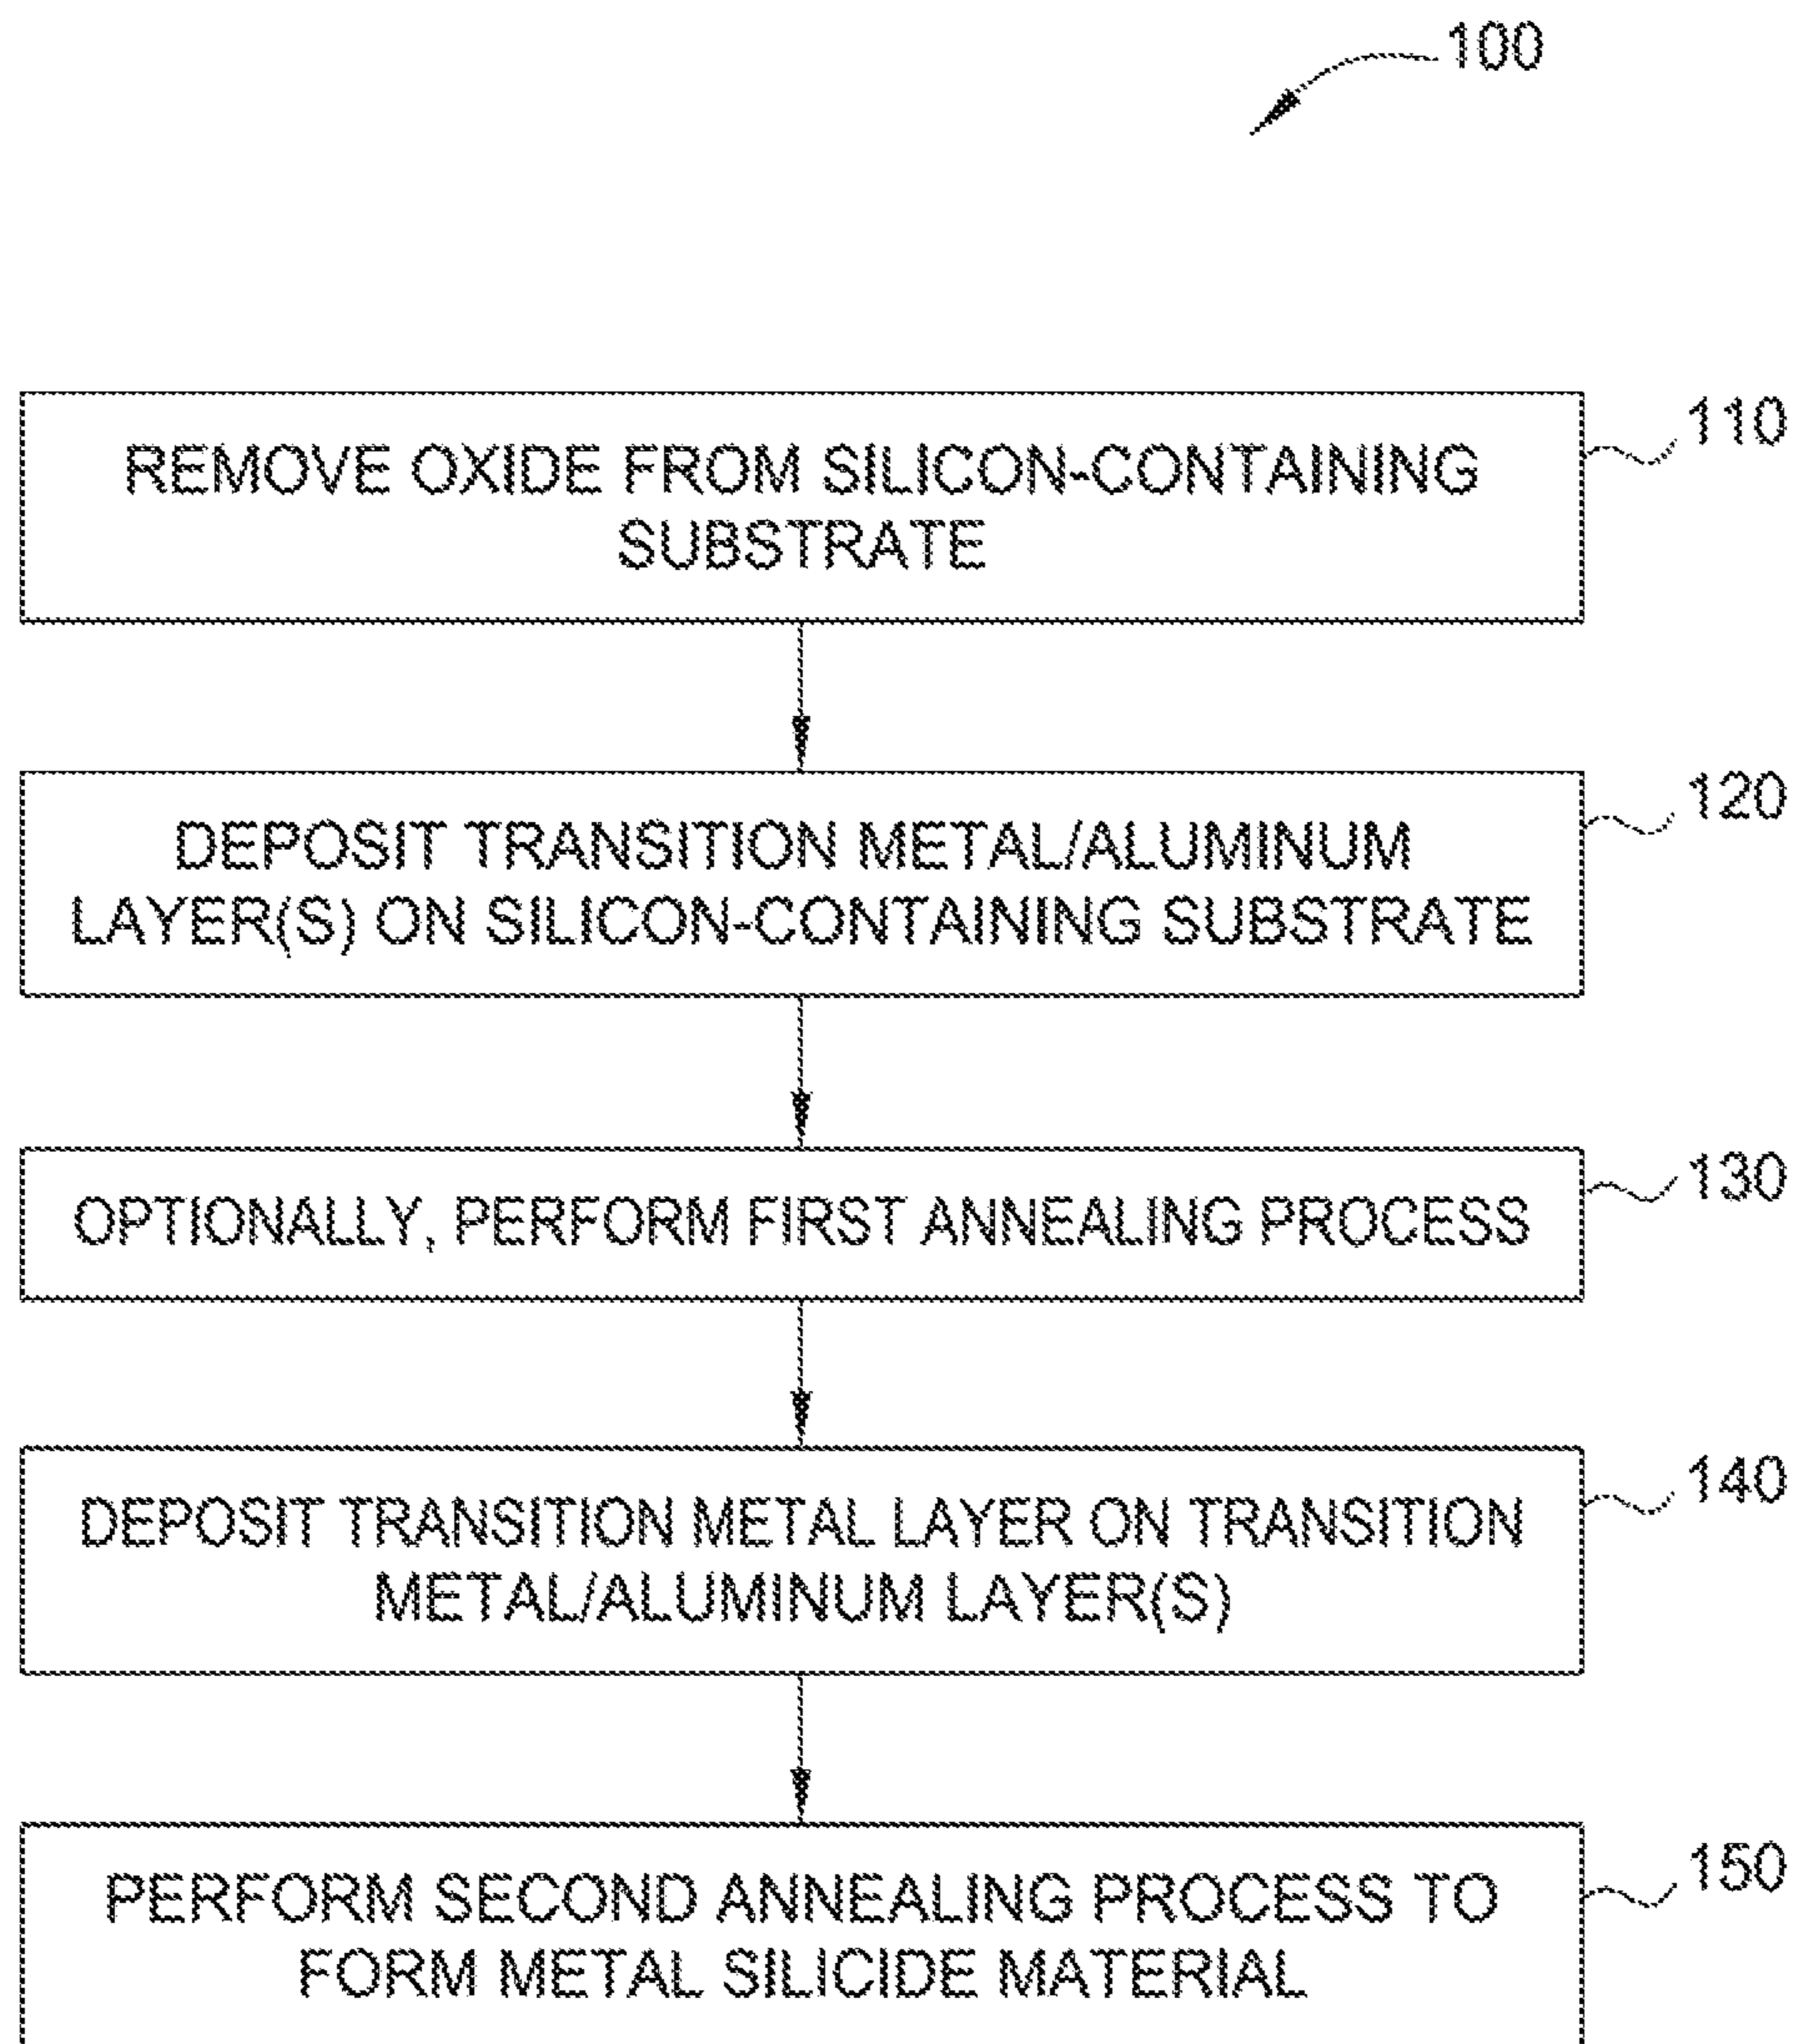 100
REMOVE OXIDE FROM SILICON-CONTAINING
SUBSTRATE
110
DEPOSIT TRANSITION METAL/ALUMINUM
LAYER(S) ON SILICON-CONTAINING SUBSTRATE
120
OPTIONALLY, PERFORM FIRST ANNEALING PROCESS
130
DEPOSIT TRANSITION METAL LAYER ON TRANSITION
METAL/ALUMINUM LAYER(S)
140
PERFORM SECOND ANNEALING PROCESS TO
FORM METAL SILICIDE MATERIAL
150